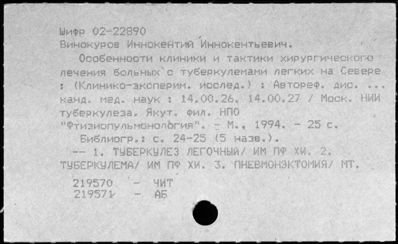 Шифр 02-22890
Винокуров Иннокентий Иннокентьевич.
Особенности клиники и тактики хирургического
лечения больных с туберкулемами легких на Севере
: (Клинико-эксперим. исслед.) : Автореф. дис. ...
канд. мед. наук : 14.00.26, 14.00.27 / Моск. НИИ
туберкулеза. Якут. фил. НПО
"Фтизиопульмонология". - М., 1994. - 25 с.
Библиогр.: с. 24-25 (5 назв.).
-- 1. ТУБЕРКУЛЕЗ ЛЕГОЧНЫЙ/ ИМ ПФ ХИ. 2.
ТУБЕРКУЛЕМА/ ИМ ПФ ХИ. 3. ПНЕВМОНЭКТОМИЯ/ МТ.
219570 - ЧИТ
219571 - АБ